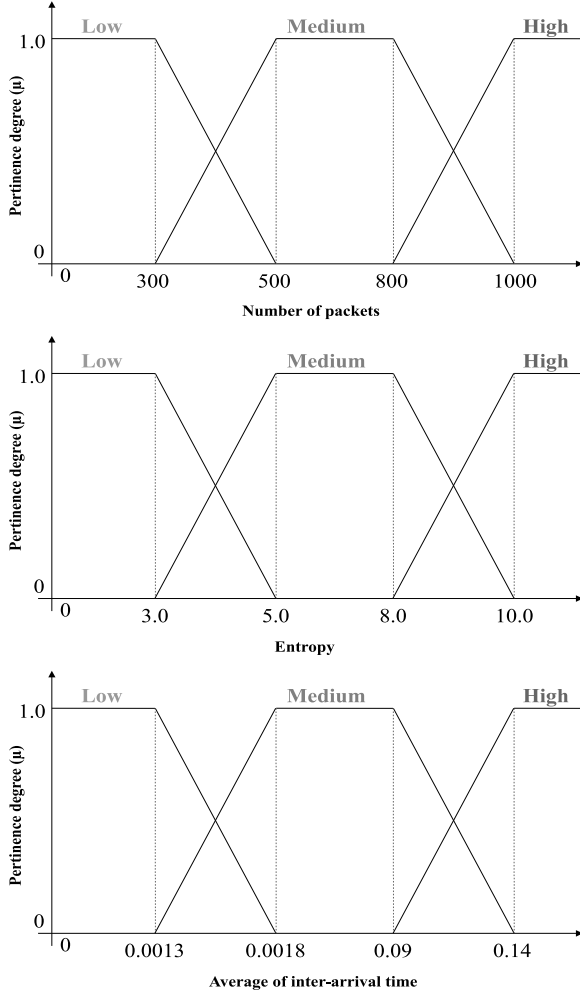 Low Medium High
1.0
Pertinence degree (μ)
0
0 300 500 800 1000
Number of packets
Low Medium High
1.0
Pertinence degree (μ)
0
0 3.0 5.0 8.0 10.0
Entropy
Low Medium High
1.0
Pertinence degree (μ)
0
0 0.0013 0.0018 0.09 0.14
Average of inter-arrival time